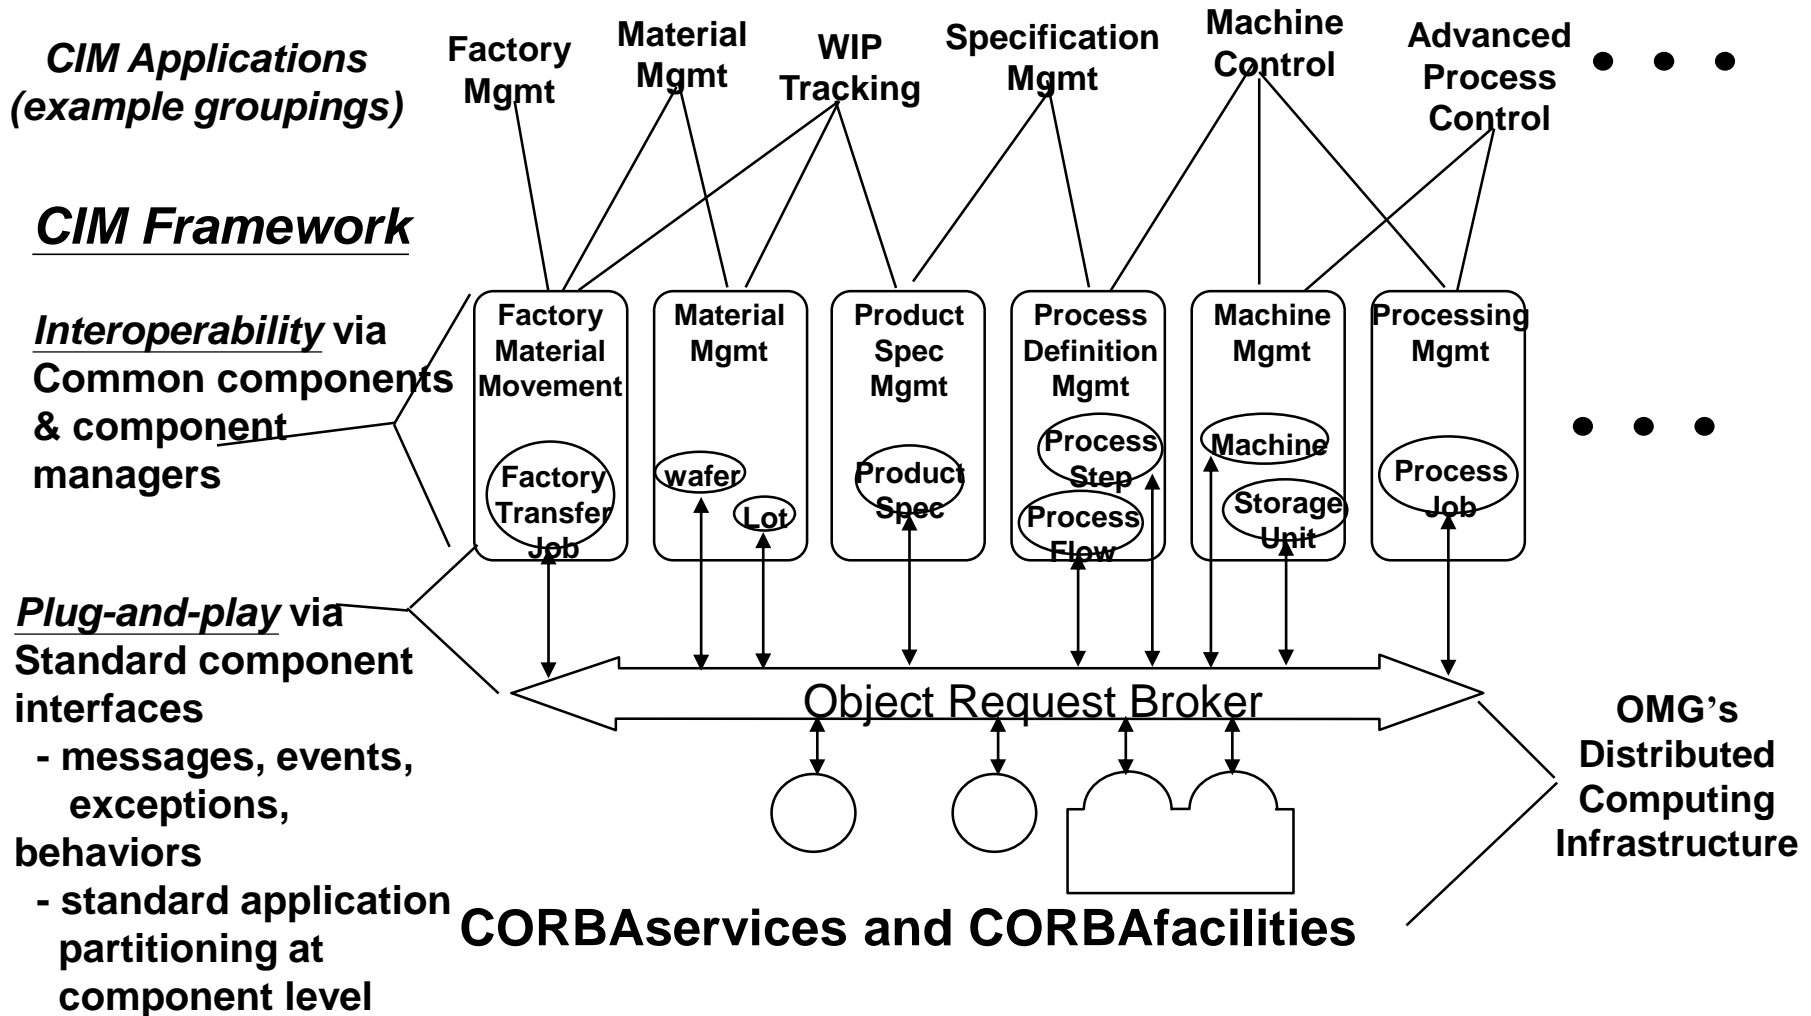 CIM Applications
(example groupings)
Factory
Mgmt
Material
Mgmt
WIP
Tracking
Specification
Mgmt
Machine
Control
Advanced
Process
Control
CIM Framework
Interoperability via
Common components
& component
managers
Factory
Material
Movement
Factory
Transfer
Job
Material
Mgmt
wafer
Lot
Product
Spec
Mgmt
Product
Spec
Process
Definition
Mgmt
Process
Step
Process
Flow
Machine
Mgmt
Machine
Storage
Unit
Processing
Mgmt
Process
Job
Plug-and-play via
Standard component
interfaces
- messages, events,
exceptions,
behaviors
- standard application
partitioning at
component level
Object Request Broker
OMG's
Distributed
Computing
Infrastructure
CORBAservices and CORBAfacilities